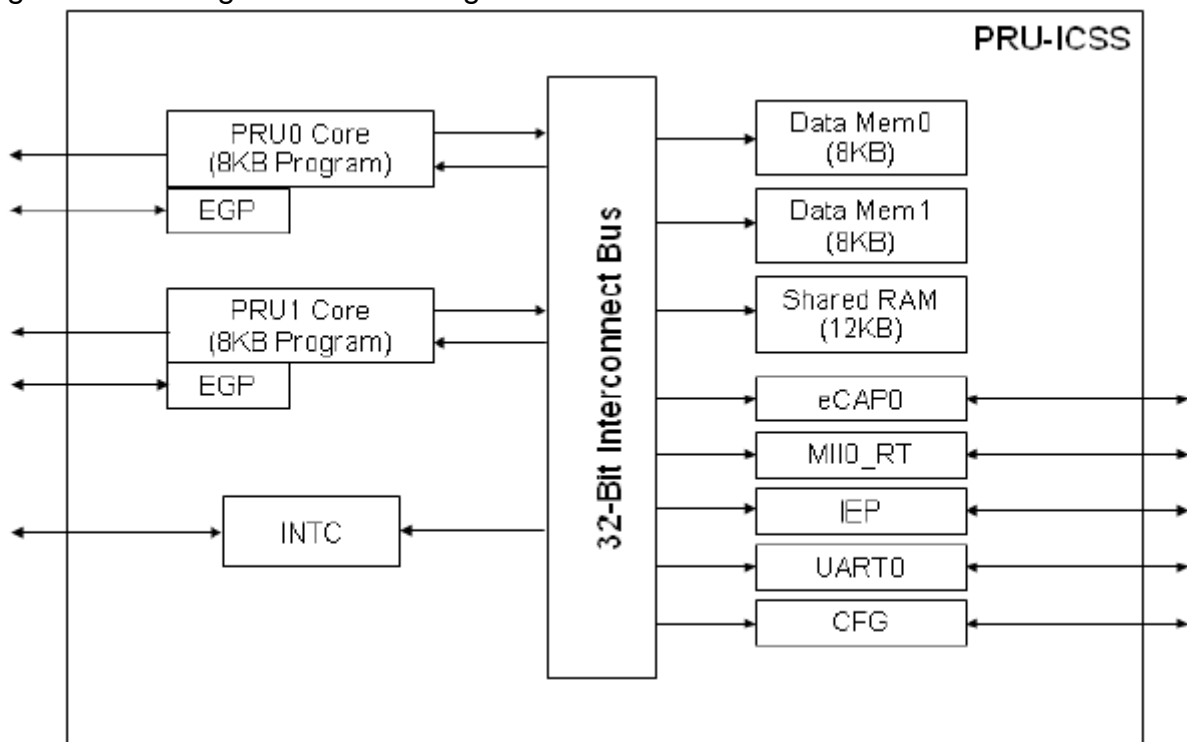 PRU-ICSS
PRU0 Core
(8KB Program)
EGP
PRU1 Core
(8KB Program)
EGP
INTC
32-Bit Interconnect Bus
Data Mem0
(8KB)
Data Mem1
(8KB)
Shared RAM
(12KB)
eCAP0
MII0_RT
IEP
UART0
CFG